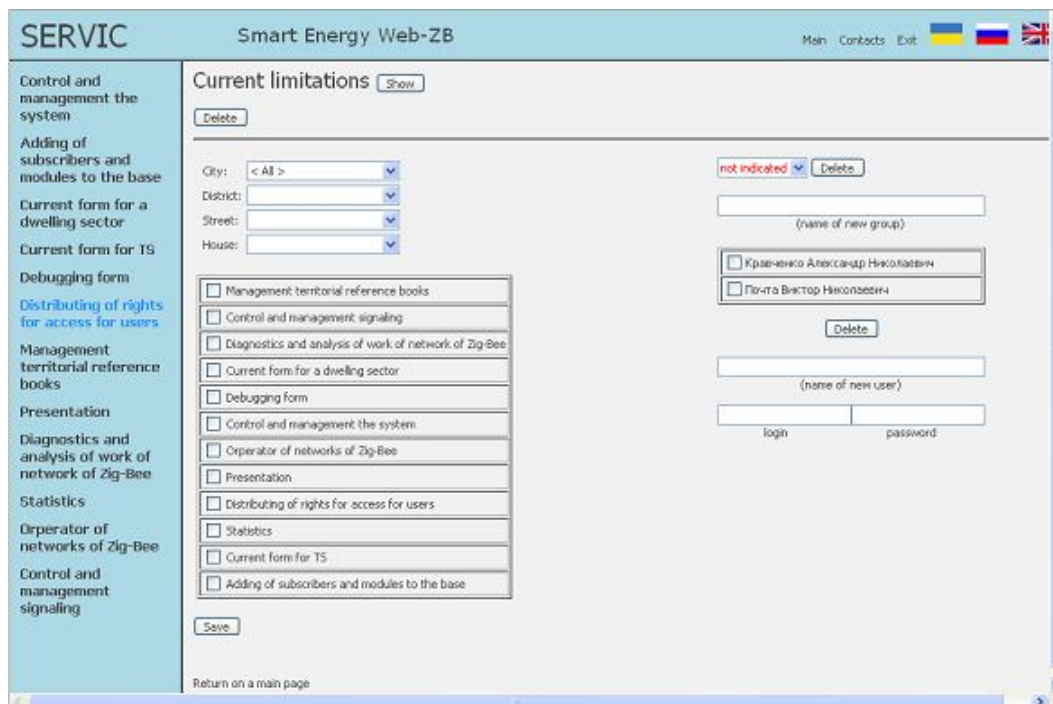 SERVIC
Smart Energy Web-ZB
Main Contacts Exit
Control and
management the
system
Adding of
subscribers and
modules to the base
Current form for a
dwelling sector
Current form for TS
Debugging form
Distributing of rights
for access for users
Management
territorial reference
books
Presentation
Diagnostics and
analysis of work of
network of Zig-Bee
Statistics
Orperator of
networks of Zig-Bee
Control and
management
signaling
Current limitations Show
Delete
City: < All >
District:
Street:
House:
Management territorial reference books
Control and management signaling
Diagnostics and analysis of work of network of Zig-Bee
Current form for a dwelling sector
Debugging form
Control and management the system
Orperator of networks of Zig-Bee
Presentation
Distributing of rights for access for users
Statistics
Current form for TS
Adding of subscribers and modules to the base
Save
Return on a main page
not indicated Delete
(name of new group)
Кравченко Александр Николаевич
Почта Виктор Николаевич
Delete
(name of new user)
login password